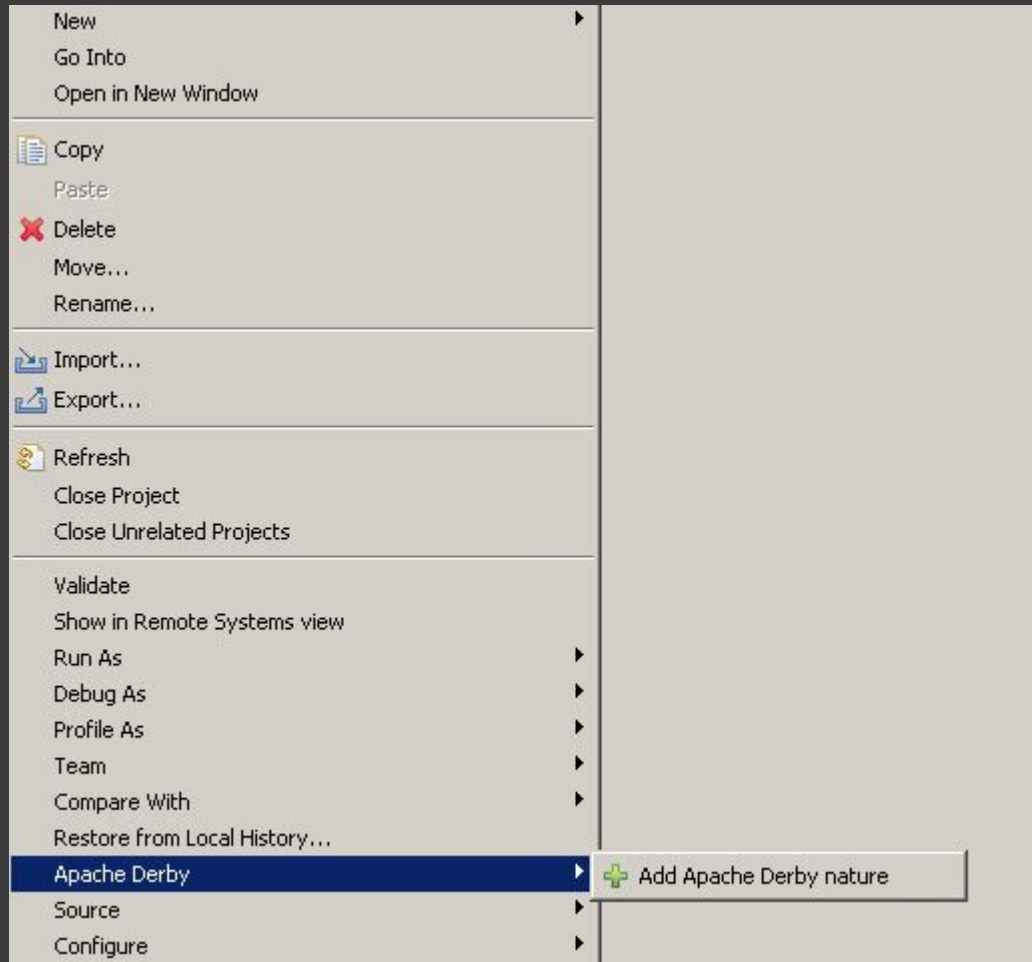 New
Go Into
Open in New Window
Copy
Paste
Delete
Move...
Rename...
Import...
Export...
Refresh
Close Project
Close Unrelated Projects
Validate
Show in Remote Systems view
Run As
Debug As
Profile As
Team
Compare With
Restore from Local History...
Apache Derby
Add Apache Derby nature
Source
Configure